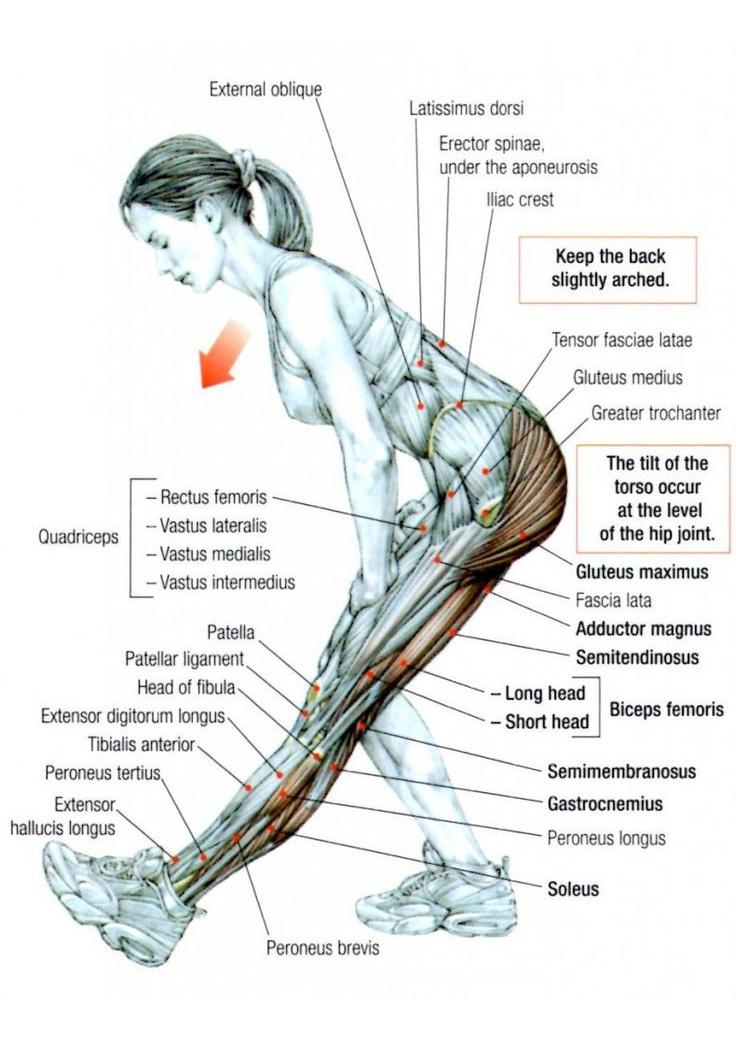 External oblique
Latissimus dorsi
Erector spinae,
under the aponeurosis
Iliac crest
Keep the back
slightly arched.
Tensor fasciae latae
Gluteus medius
Greater trochanter
The tilt of the
torso occur
at the level
of the hip joint.
Quadriceps
– Rectus femoris
– Vastus lateralis
– Vastus medialis
– Vastus intermedius
Gluteus maximus
Fascia lata
Adductor magnus
Semitendinosus
Patella
Patellar ligament
Head of fibula
Extensor digitorum longus
Tibialis anterior
Peroneus tertius
Extensor
hallucis longus
– Long head
– Short head
Biceps femoris
Semimembranosus
Gastrocnemius
Peroneus longus
Soleus
Peroneus brevis